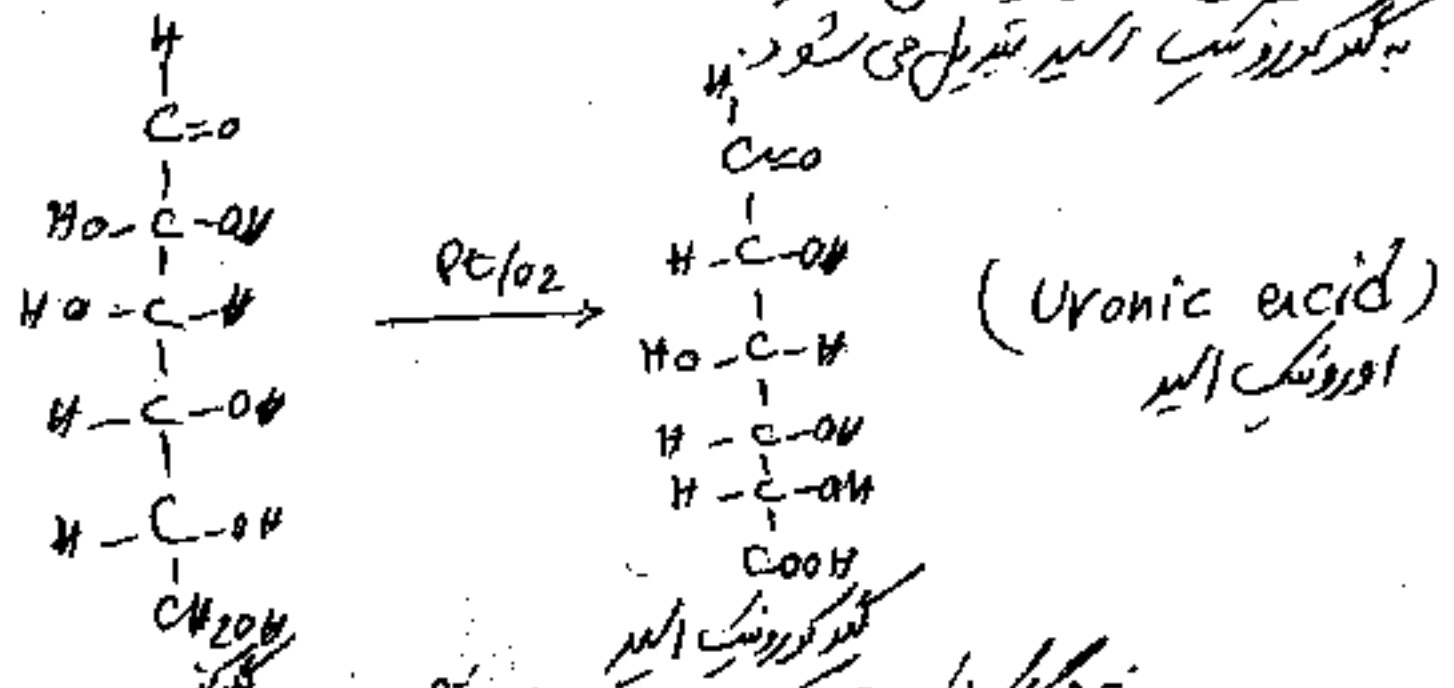 به گلوکورونیک اسید تبدیل می شود.
H
C=O
HO-C-OH
HO-C-H
H-C-OH
H-C-OH
CH2OH
گلوکز
Pt/O2
H
C=O
H-C-OH
HO-C-H
H-C-OH
H-C-OH
COOH
گلوکورونیک اسید
(Uronic acid)
اورونیک اسید